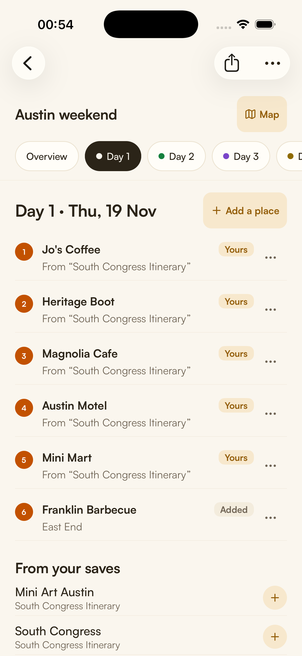 00:54
Austin weekend
Map
Overview
Day 1
Day 2
Day 3
Day 1 · Thu, 19 Nov
+ Add a place
1
Jo's Coffee
Yours
From “South Congress Itinerary”
2
Heritage Boot
Yours
From “South Congress Itinerary”
3
Magnolia Cafe
Yours
From “South Congress Itinerary”
4
Austin Motel
Yours
From “South Congress Itinerary”
5
Mini Mart
Yours
From “South Congress Itinerary”
6
Franklin Barbecue
Added
East End
From your saves
Mini Art Austin
South Congress Itinerary
South Congress
South Congress Itinerary